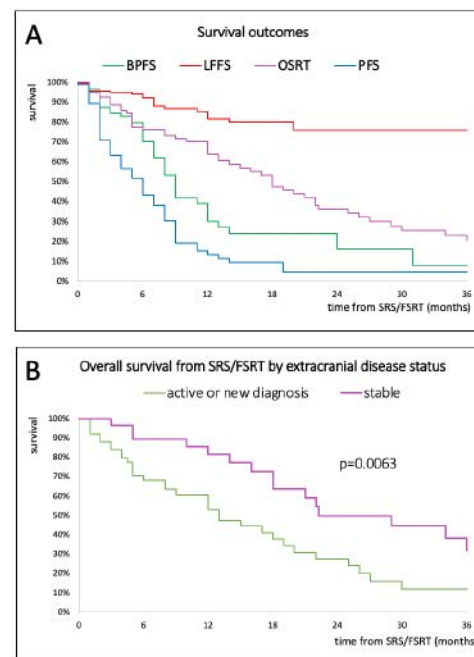 A
Survival outcomes
BPFS LFFS OSRT PFS
survival
100%
90%
80%
70%
60%
50%
40%
30%
20%
10%
0%
0 6 12 18 24 30 36
time from SRS/FSRT (months)
B
Overall survival from SRS/FSRT by extracranial disease status
active or new diagnosis stable
survival
100%
90%
80%
70%
60%
50%
40%
30%
20%
10%
0%
p=0.0063
0 6 12 18 24 30 36
time from SRS/FSRT (months)